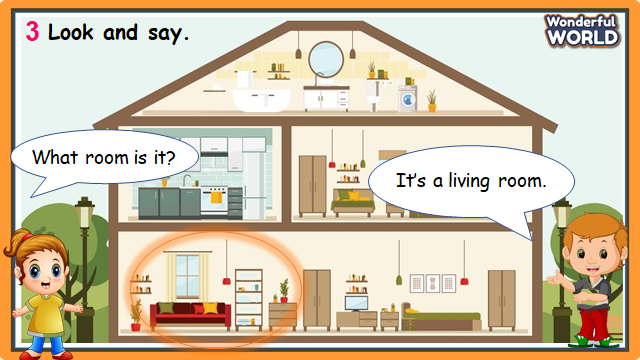 3 Look and say.
Wonderful
WORLD
What room is it?
It's a living room.